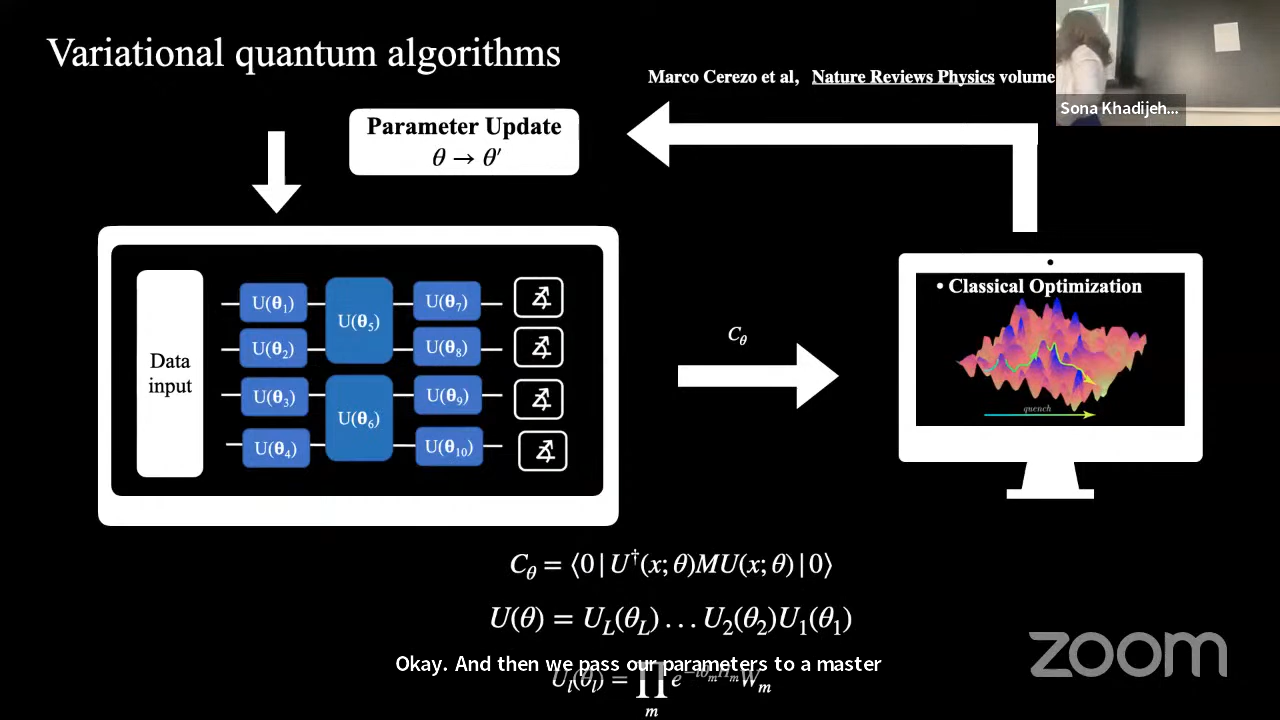 Variational quantum algorithms
Marco Cerezo et al, Nature Reviews Physics volume
Sona Khadijeh...
Parameter Update
θ → θ′
Data
input
U(θ₁)
U(θ₂)
U(θ₃)
U(θ₄)
U(θ₅)
U(θ₆)
U(θ₇)
U(θ₈)
U(θ₉)
U(θ₁₀)
C_θ
• Classical Optimization
quench
C_θ = ⟨0|U†(x;θ)MU(x;θ)|0⟩
U(θ) = U_L(θ_L)…U₂(θ₂)U₁(θ₁)
Okay. And then we pass our parameters to a master
U_l(θ_l) = ∏_m e^{−iθ_m H_m} W_m
zoom